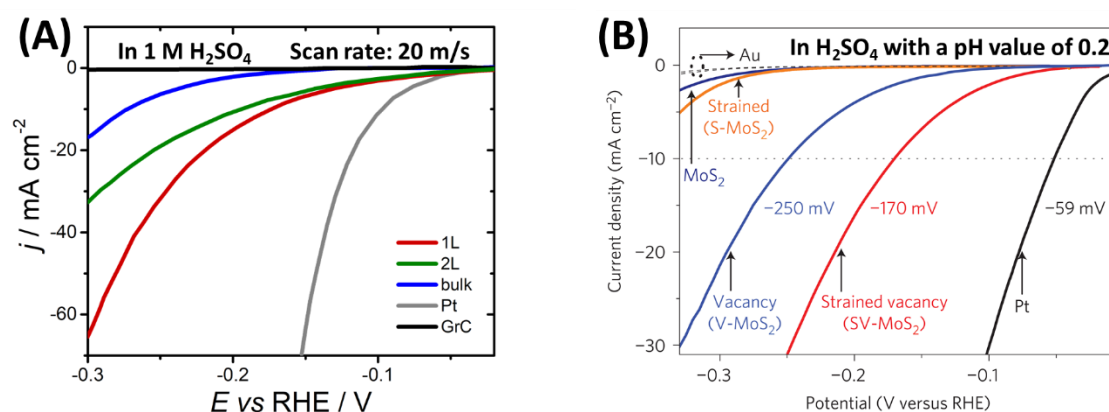 (A)
In 1 M H₂SO₄ Scan rate: 20 m/s
0
-20
-40
-60
j / mA cm⁻²
1L
2L
bulk
Pt
GrC
-0.3 -0.2 -0.1
E vs RHE / V
(B)
In H₂SO₄ with a pH value of 0.2
Au
0
−10
−20
−30
Current density (mA cm⁻²)
Strained
(S-MoS₂)
MoS₂
−250 mV
−170 mV
−59 mV
Vacancy
(V-MoS₂)
Strained vacancy
(SV-MoS₂)
Pt
−0.3 −0.2 −0.1
Potential (V versus RHE)